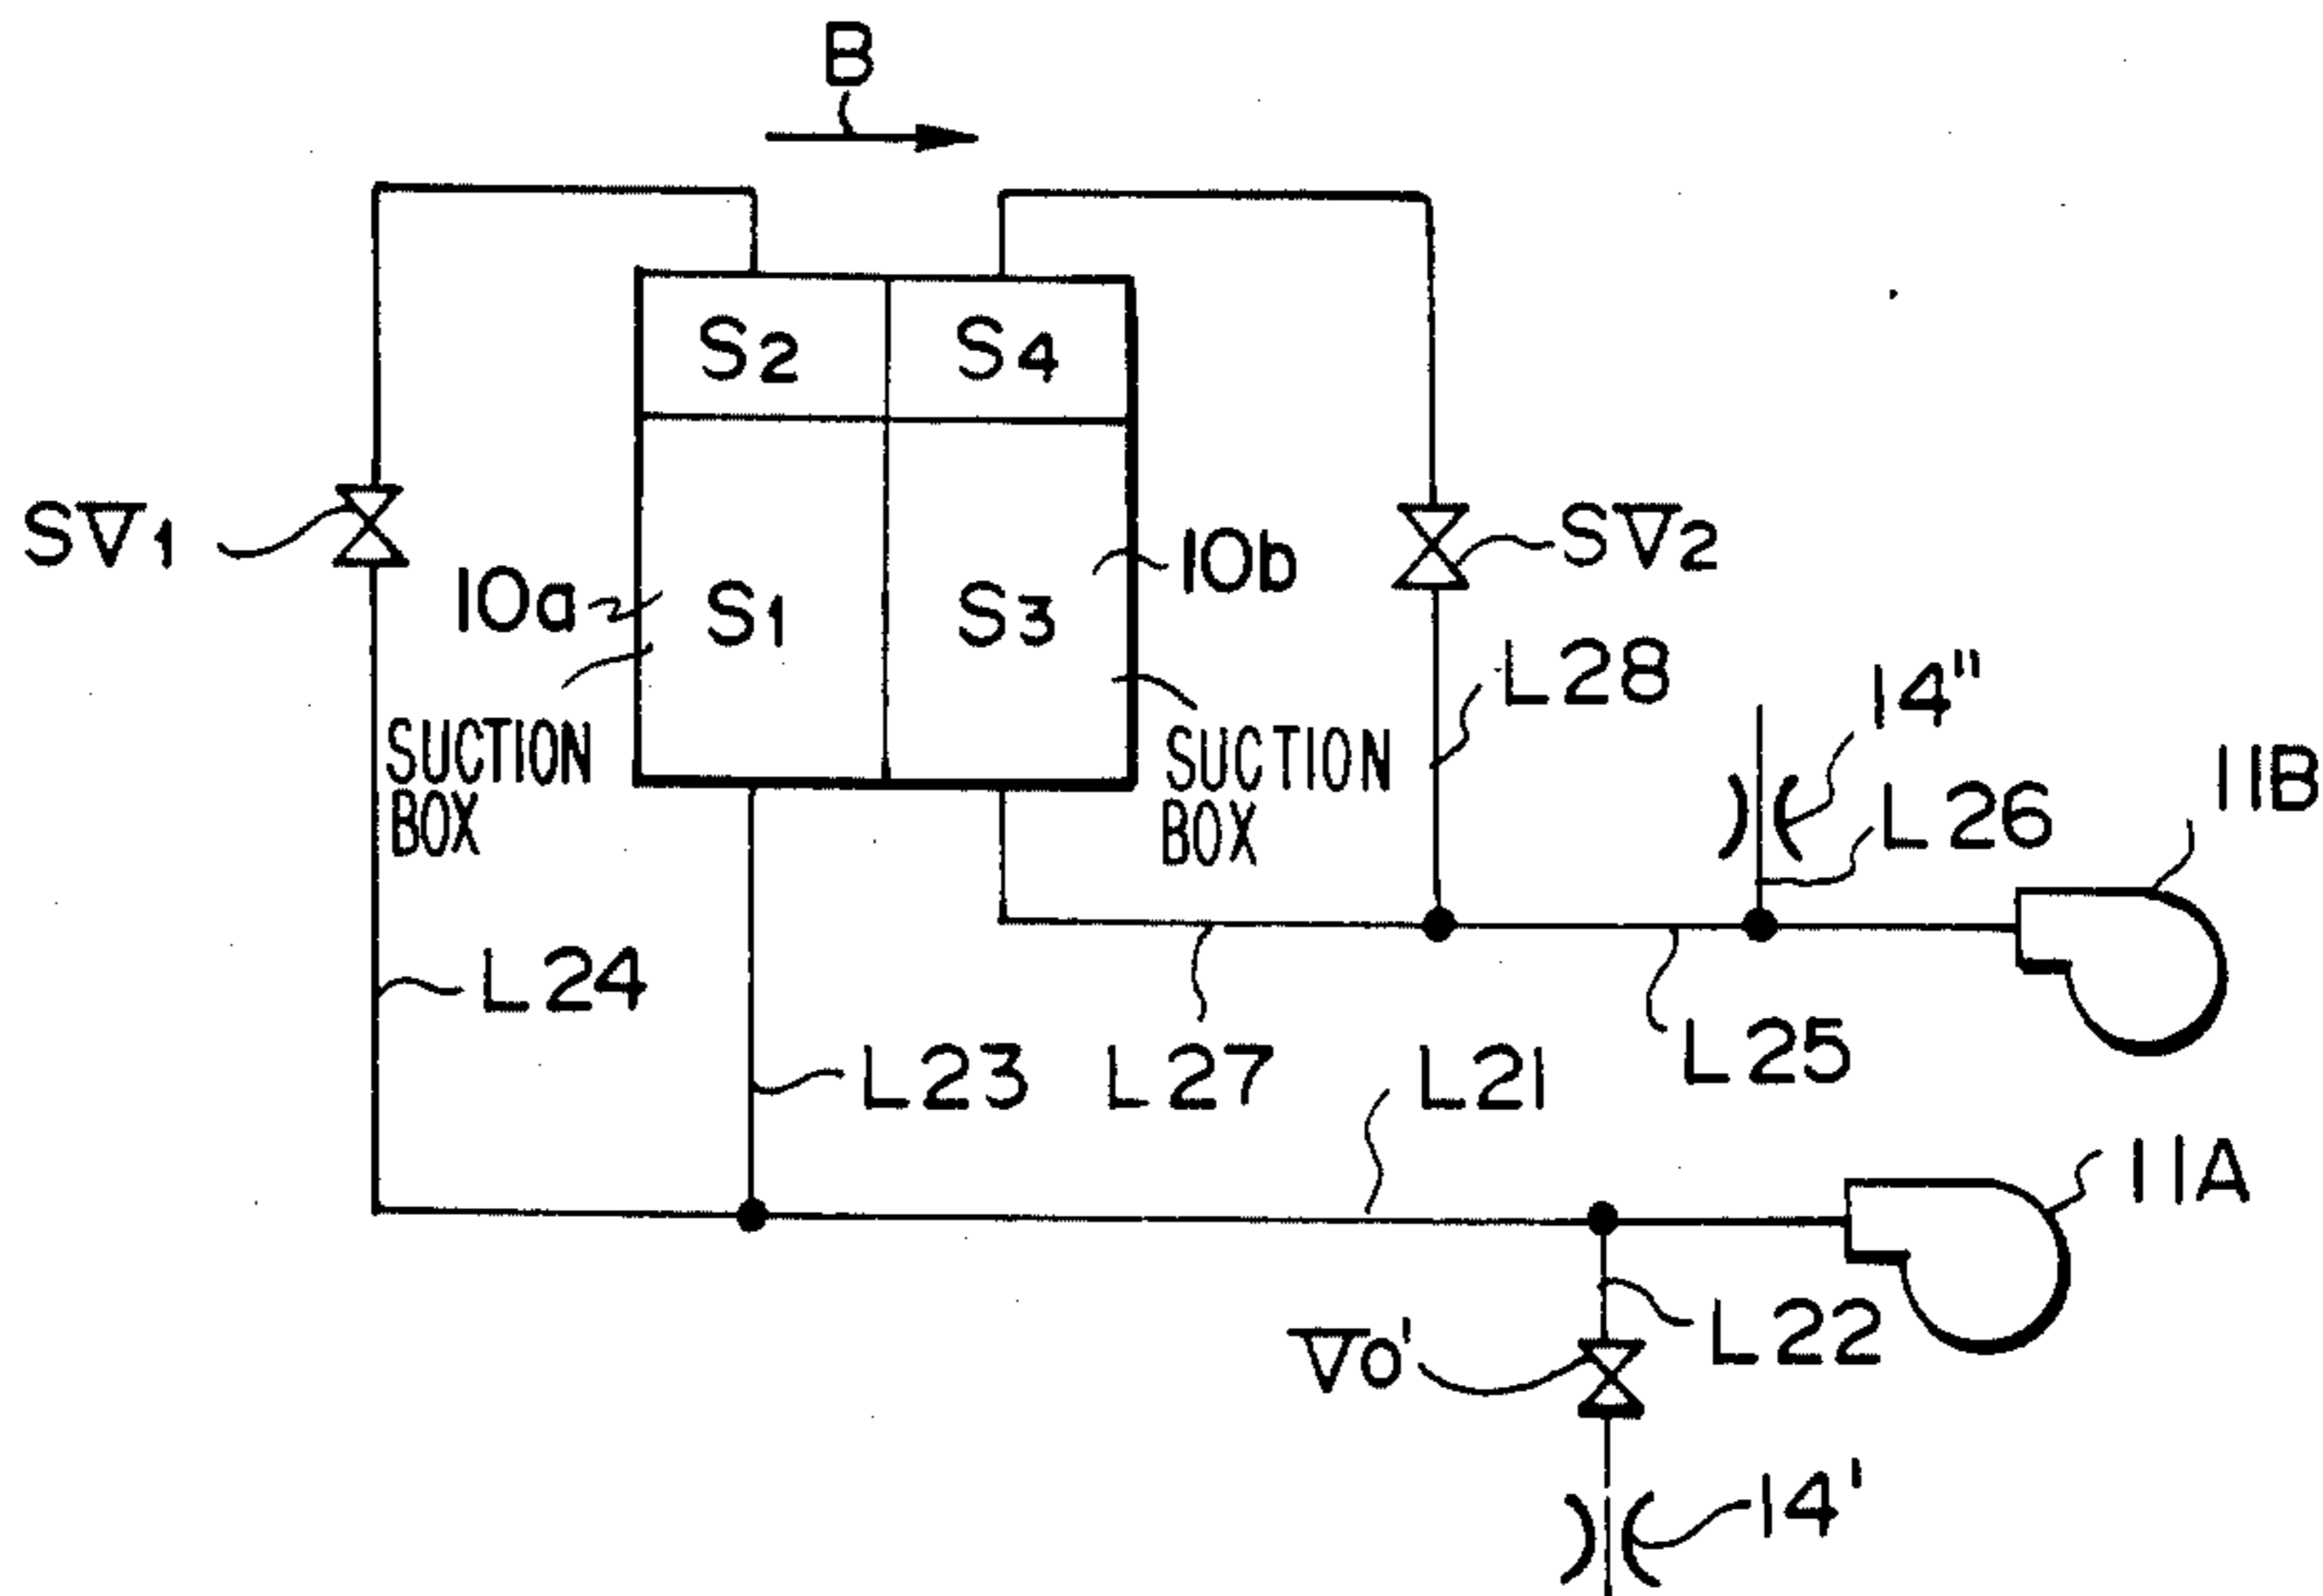 B
S2 S4
SV1
10a
S1
S3
10b
SV2
L28
14"
11B
SUCTION
BOX
SUCTION
BOX
L26
L24
L23
L27
L21
L25
11A
L22
Vo'
14'